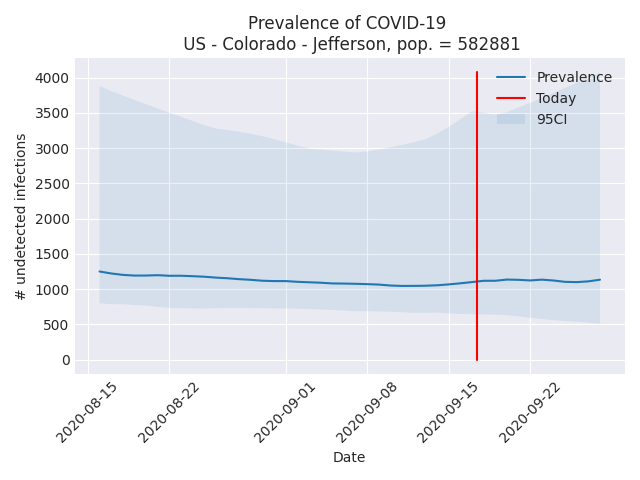 Prevalence of COVID-19
US - Colorado - Jefferson, pop. = 582881
4000
3500
3000
2500
2000
1500
1000
500
0
# undetected infections
Prevalence
Today
95CI
2020-08-15
2020-08-22
2020-09-01
2020-09-08
2020-09-15
2020-09-22
Date